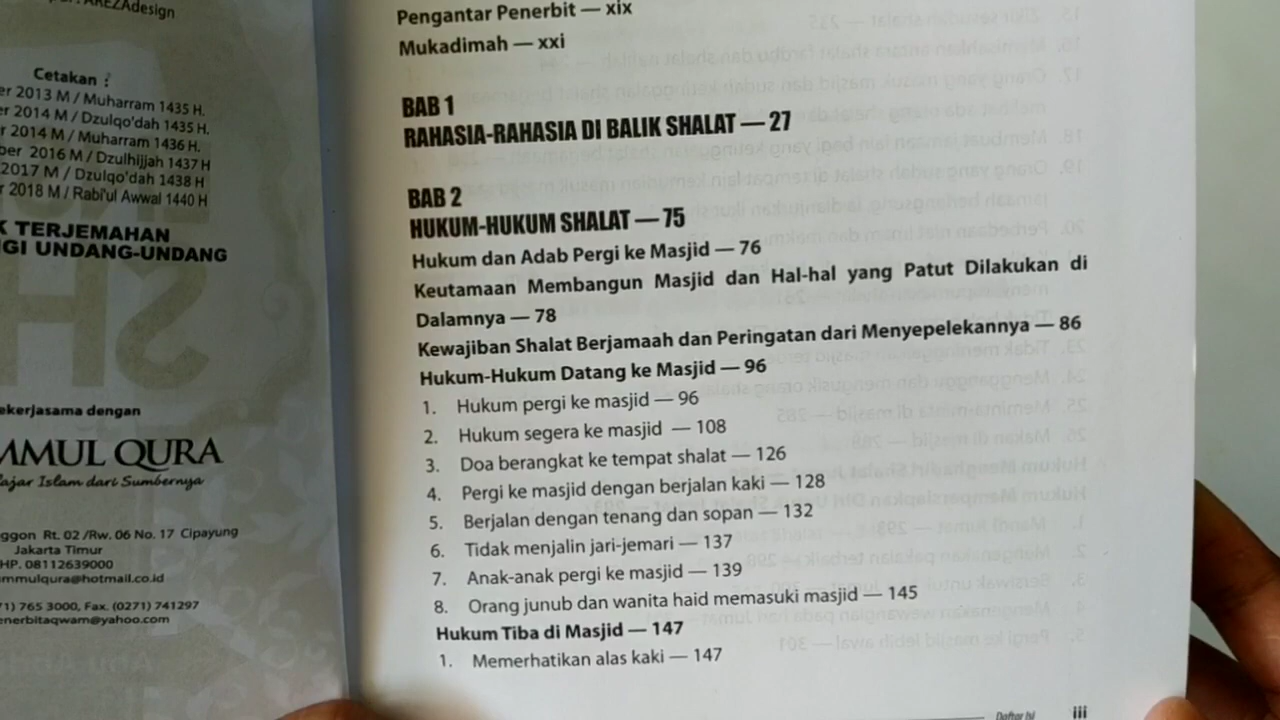 AREZAdesign
Cetakan :
er 2013 M / Muharram 1435 H.
er 2014 M / Dzulqo'dah 1435 H.
r 2014 M / Muharram 1436 H.
ber 2016 M / Dzulhijjah 1437 H
2017 M / Dzulqo'dah 1438 H
r 2018 M / Rabi'ul Awwal 1440 H
K TERJEMAHAN
GI UNDANG-UNDANG
ekerjasama dengan
MMUL QURA
ajar Islam dari Sumbernya
ggon Rt. 02 /Rw. 06 No. 17 Cipayung
Jakarta Timur
HP. 08112639000
mmulqura@hotmail.co.id
71) 765 3000, Fax. (0271) 741297
enerbitaqwam@yahoo.com
Pengantar Penerbit — xix
Mukadimah — xxi
BAB 1
RAHASIA-RAHASIA DI BALIK SHALAT — 27
BAB 2
HUKUM-HUKUM SHALAT — 75
Hukum dan Adab Pergi ke Masjid — 76
Keutamaan Membangun Masjid dan Hal-hal yang Patut Dilakukan di
Dalamnya — 78
Kewajiban Shalat Berjamaah dan Peringatan dari Menyepelekannya — 86
Hukum-Hukum Datang ke Masjid — 96
1. Hukum pergi ke masjid — 96
2. Hukum segera ke masjid — 108
3. Doa berangkat ke tempat shalat — 126
4. Pergi ke masjid dengan berjalan kaki — 128
5. Berjalan dengan tenang dan sopan — 132
6. Tidak menjalin jari-jemari — 137
7. Anak-anak pergi ke masjid — 139
8. Orang junub dan wanita haid memasuki masjid — 145
Hukum Tiba di Masjid — 147
1. Memerhatikan alas kaki — 147
Daftar Isi iii